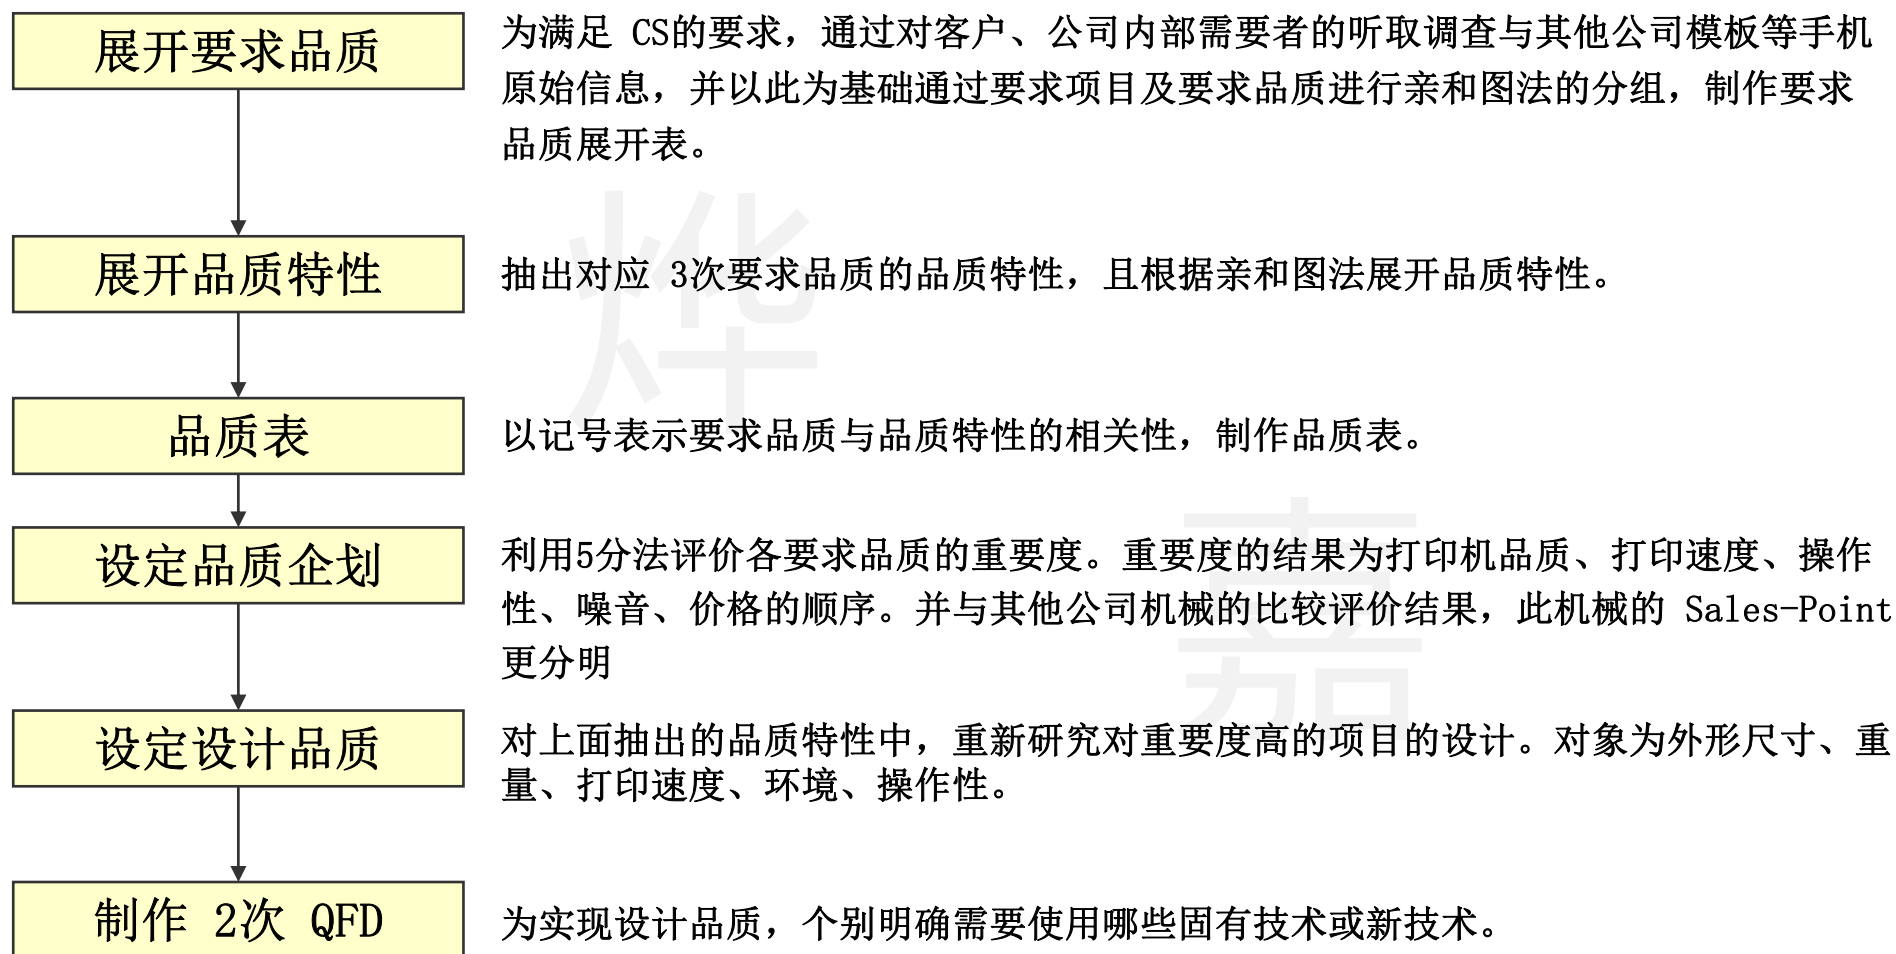 展开要求品质
为满足 CS的要求，通过对客户、公司内部需要者的听取调查与其他公司模板等手机
原始信息，并以此为基础通过要求项目及要求品质进行亲和图法的分组，制作要求
品质展开表。
展开品质特性
抽出对应 3次要求品质的品质特性，且根据亲和图法展开品质特性。
品质表
以记号表示要求品质与品质特性的相关性，制作品质表。
设定品质企划
利用5分法评价各要求品质的重要度。重要度的结果为打印机品质、打印速度、操作
性、噪音、价格的顺序。并与其他公司机械的比较评价结果，此机械的 Sales-Point
更分明
设定设计品质
对上面抽出的品质特性中，重新研究对重要度高的项目的设计。对象为外形尺寸、重
量、打印速度、环境、操作性。
制作 2次 QFD
为实现设计品质，个别明确需要使用哪些固有技术或新技术。
烨
嘉